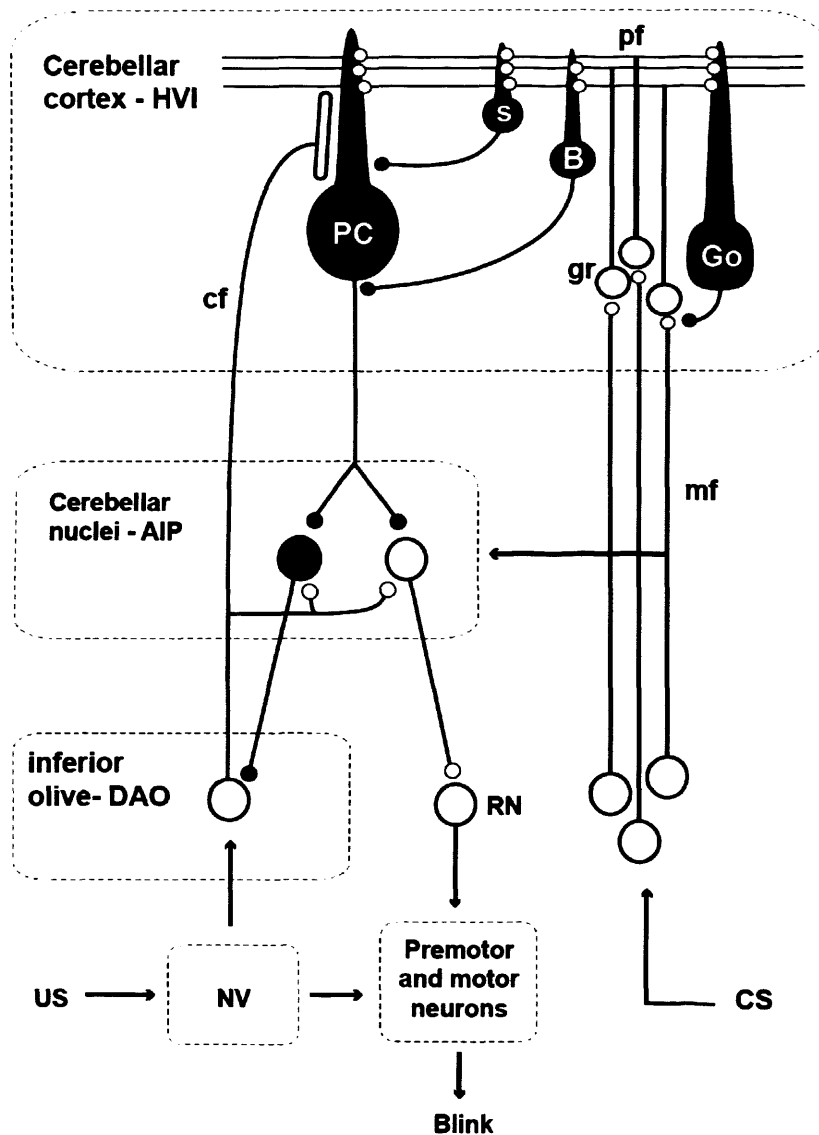 pf
Cerebellar
cortex - HVI
s
B
PC
Go
gr
cf
Cerebellar
nuclei - AIP
mf
inferior
olive- DAO
RN
Premotor
and motor
neurons
US
NV
CS
Blink